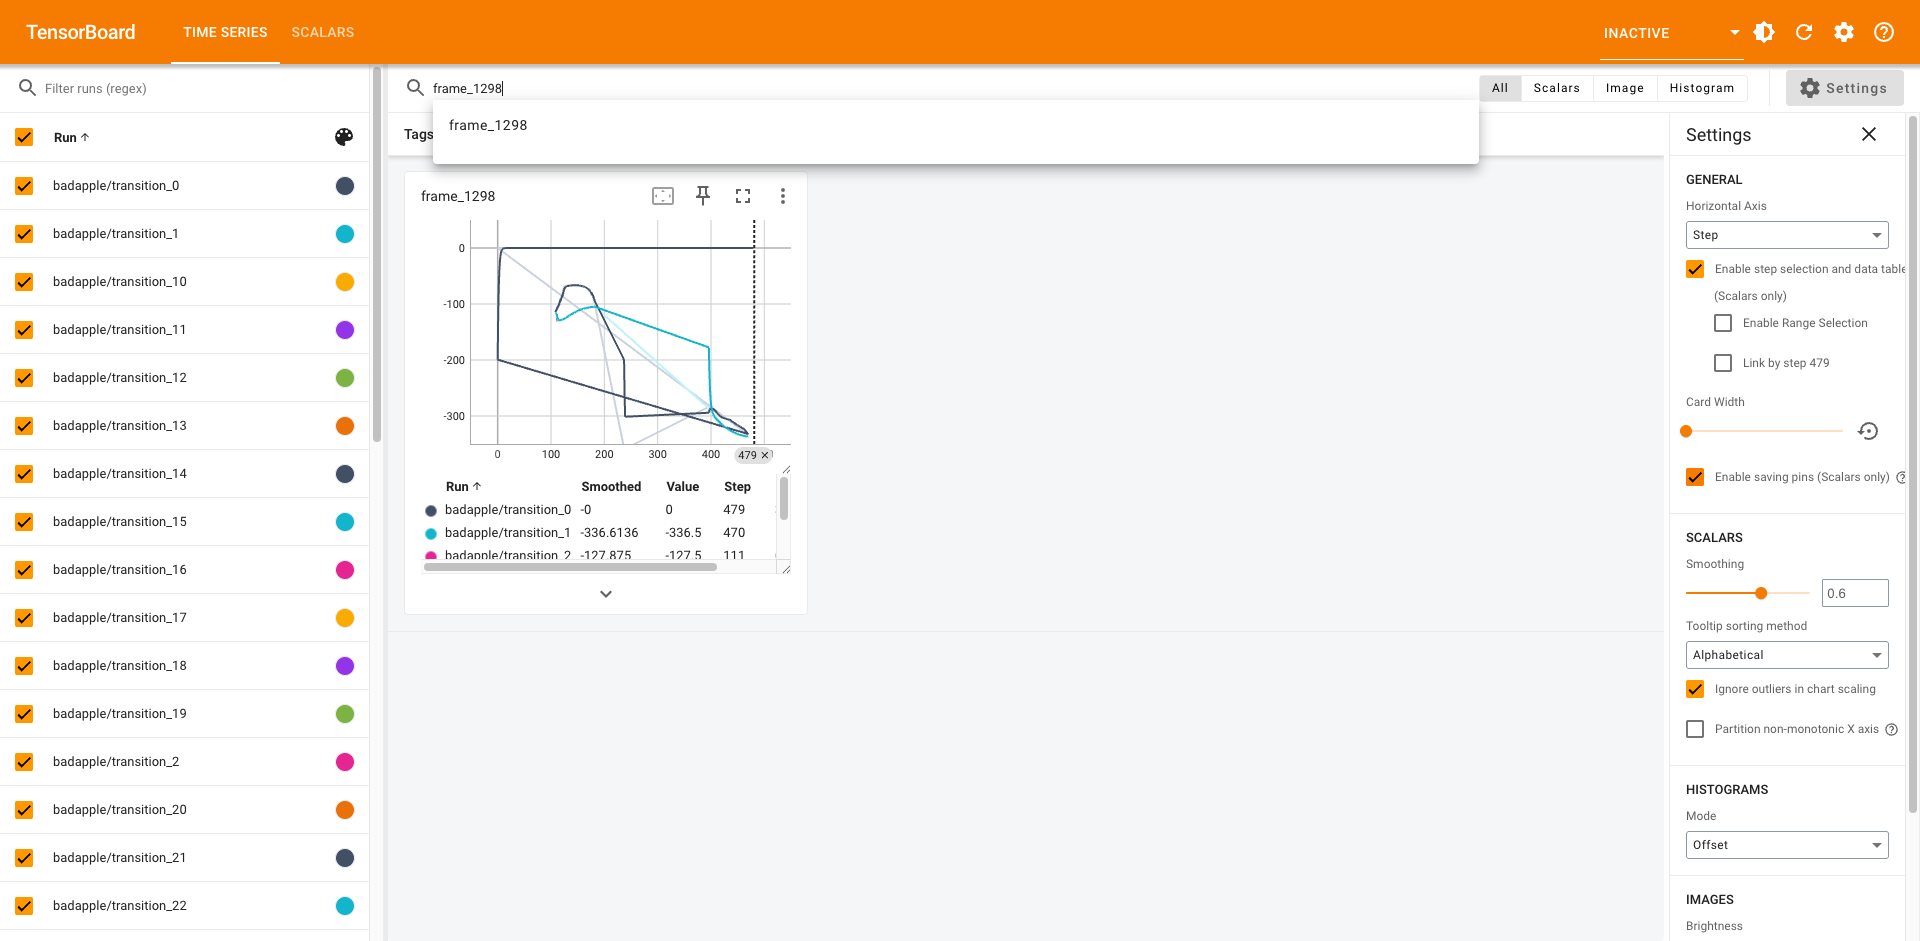 TensorBoard
TIME SERIES
SCALARS
INACTIVE
Filter runs (regex)
frame_1298
All
Scalars
Image
Histogram
Settings
frame_1298
Run
Tags
badapple/transition_0
badapple/transition_1
badapple/transition_10
badapple/transition_11
badapple/transition_12
badapple/transition_13
badapple/transition_14
badapple/transition_15
badapple/transition_16
badapple/transition_17
badapple/transition_18
badapple/transition_19
badapple/transition_2
badapple/transition_20
badapple/transition_21
badapple/transition_22
frame_1298
0
-100
-200
-300
0 100 200 300 400 479
Run Smoothed Value Step
badapple/transition_0 -0 0 479
badapple/transition_1 -336.6136 -336.5 470
badapple/transition_2 -127.875 -127.5 111
Settings
GENERAL
Horizontal Axis
Step
Enable step selection and data table
(Scalars only)
Enable Range Selection
Link by step 479
Card Width
Enable saving pins (Scalars only)
SCALARS
Smoothing
0.6
Tooltip sorting method
Alphabetical
Ignore outliers in chart scaling
Partition non-monotonic X axis
HISTOGRAMS
Mode
Offset
IMAGES
Brightness